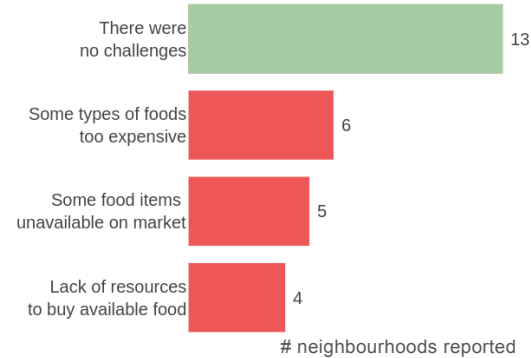 There were
no challenges
13
Some types of foods
too expensive
6
Some food items
unavailable on market
5
Lack of resources
to buy available food
4
# neighbourhoods reported